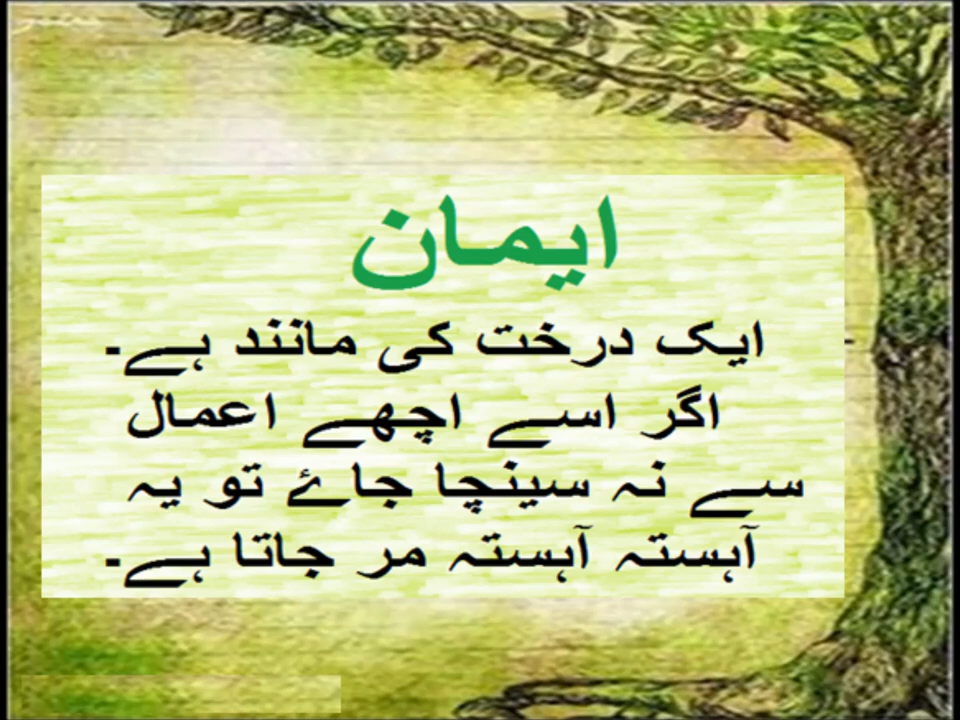 ایمان
ایک درخت کی مانند ہے۔
اگر اسے اچھے اعمال
سے نہ سینچا جاۓ تو یہ
آہستہ آہستہ مر جاتا ہے۔